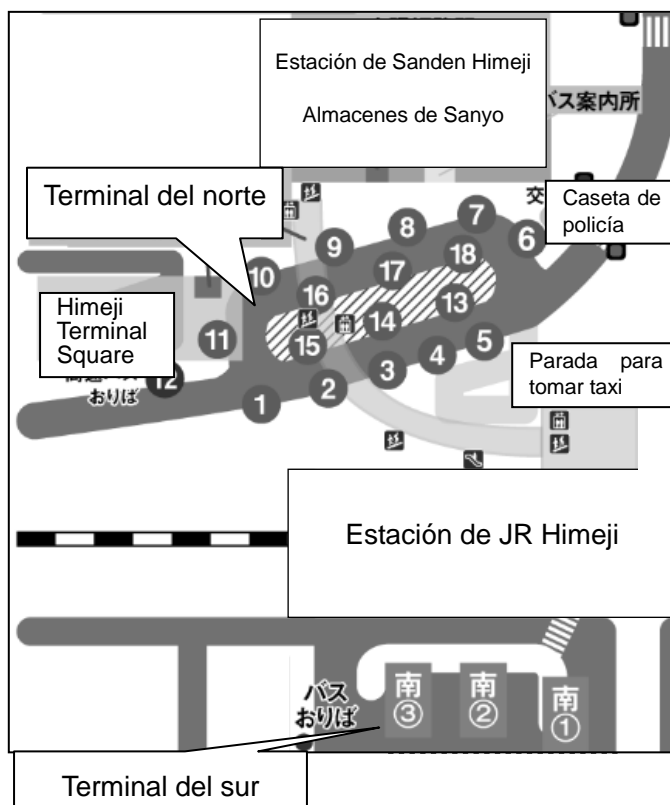 Estación de Sanden Himeji
Almacenes de Sanyo
バス案内所
Terminal del norte
交
Caseta de
policía
7
8
6
9
18
10
17
16
13
Himeji
Terminal
Square
14
11
15
5
4
Parada para
tomar taxi
3
12
おりば
2
1
Estación de JR Himeji
バス
おりば
南
③
南
②
南
①
Terminal del sur